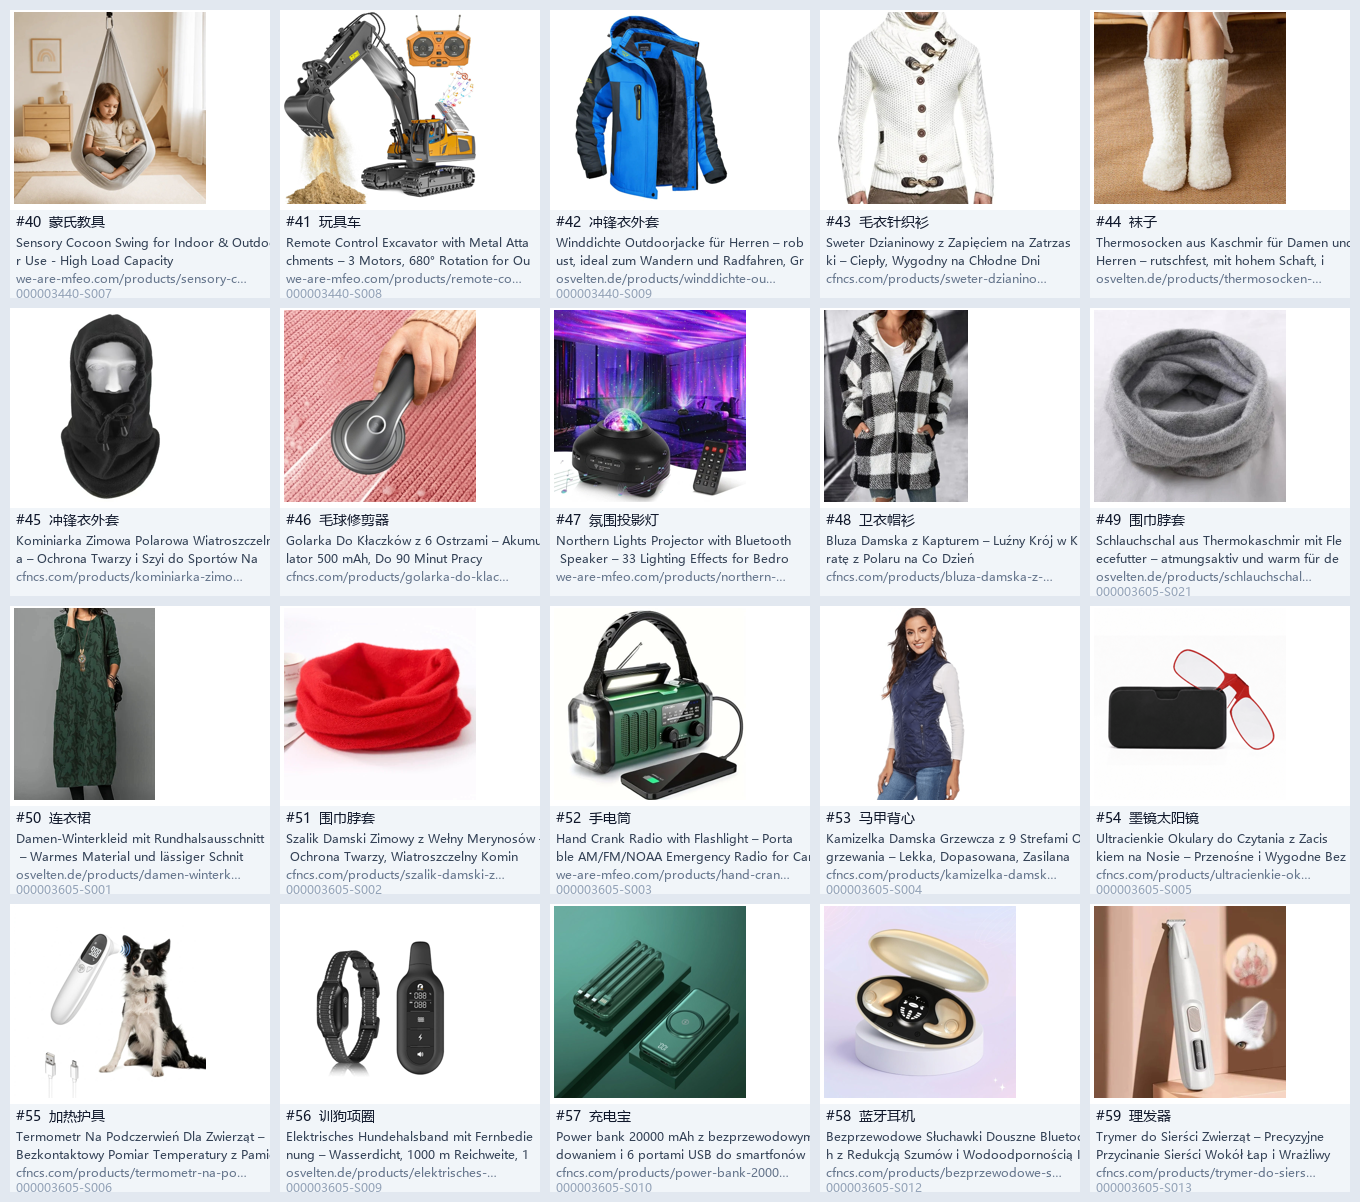 #40 蒙氏教具
Sensory Cocoon Swing for Indoor & Outdoo
r Use - High Load Capacity
we-are-mfeo.com/products/sensory-c...
000003440-S007
#41 玩具车
Remote Control Excavator with Metal Atta
chments – 3 Motors, 680° Rotation for Ou
we-are-mfeo.com/products/remote-co...
000003440-S008
#42 冲锋衣外套
Winddichte Outdoorjacke für Herren – rob
ust, ideal zum Wandern und Radfahren, Gr
osvelten.de/products/winddichte-ou...
000003440-S009
#43 毛衣针织衫
Sweter Dzianinowy z Zapięciem na Zatrzas
ki – Ciepły, Wygodny na Chłodne Dni
cfncs.com/products/sweter-dzianino...
#44 袜子
Thermosocken aus Kaschmir für Damen und
Herren – rutschfest, mit hohem Schaft, i
osvelten.de/products/thermosocken-...
#45 冲锋衣外套
Kominiarka Zimowa Polarowa Wiatroszczeln
a – Ochrona Twarzy i Szyi do Sportów Na
cfncs.com/products/kominiarka-zimo...
#46 毛球修剪器
Golarka Do Kłaczków z 6 Ostrzami – Akumu
lator 500 mAh, Do 90 Minut Pracy
cfncs.com/products/golarka-do-klac...
#47 氛围投影灯
Northern Lights Projector with Bluetooth
Speaker – 33 Lighting Effects for Bedro
we-are-mfeo.com/products/northern-...
#48 卫衣帽衫
Bluza Damska z Kapturem – Luźny Krój w K
ratę z Polaru na Co Dzień
cfncs.com/products/bluza-damska-z-...
#49 围巾脖套
Schlauchschal aus Thermokaschmir mit Fle
ecefutter – atmungsaktiv und warm für de
osvelten.de/products/schlauchschal...
000003605-S021
#50 连衣裙
Damen-Winterkleid mit Rundhalsausschnitt
– Warmes Material und lässiger Schnit
osvelten.de/products/damen-winterk...
000003605-S001
#51 围巾脖套
Szalik Damski Zimowy z Wełny Merynosów -
Ochrona Twarzy, Wiatroszczelny Komin
cfncs.com/products/szalik-damski-z...
000003605-S002
#52 手电筒
Hand Crank Radio with Flashlight – Porta
ble AM/FM/NOAA Emergency Radio for Car
we-are-mfeo.com/products/hand-cran...
000003605-S003
#53 马甲背心
Kamizelka Damska Grzewcza z 9 Strefami O
grzewania – Lekka, Dopasowana, Zasilana
cfncs.com/products/kamizelka-damsk...
000003605-S004
#54 墨镜太阳镜
Ultracienkie Okulary do Czytania z Zacis
kiem na Nosie – Przenośne i Wygodne Bez
cfncs.com/products/ultracienkie-ok...
000003605-S005
#55 加热护具
Termometr Na Podczerwień Dla Zwierząt –
Bezkontaktowy Pomiar Temperatury z Pami
cfncs.com/products/termometr-na-po...
000003605-S006
#56 训狗项圈
Elektrisches Hundehalsband mit Fernbedie
nung – Wasserdicht, 1000 m Reichweite, 1
osvelten.de/products/elektrisches-...
000003605-S009
#57 充电宝
Power bank 20000 mAh z bezprzewodowym
dowaniem i 6 portami USB do smartfonów
cfncs.com/products/power-bank-2000...
000003605-S010
#58 蓝牙耳机
Bezprzewodowe Słuchawki Douszne Bluetoo
h z Redukcją Szumów i Wodoodpornością I
cfncs.com/products/bezprzewodowe-s...
000003605-S012
#59 理发器
Trymer do Sierści Zwierząt – Precyzyjne
Przycinanie Sierści Wokół Łap i Wrażliwy
cfncs.com/products/trymer-do-siers...
000003605-S013